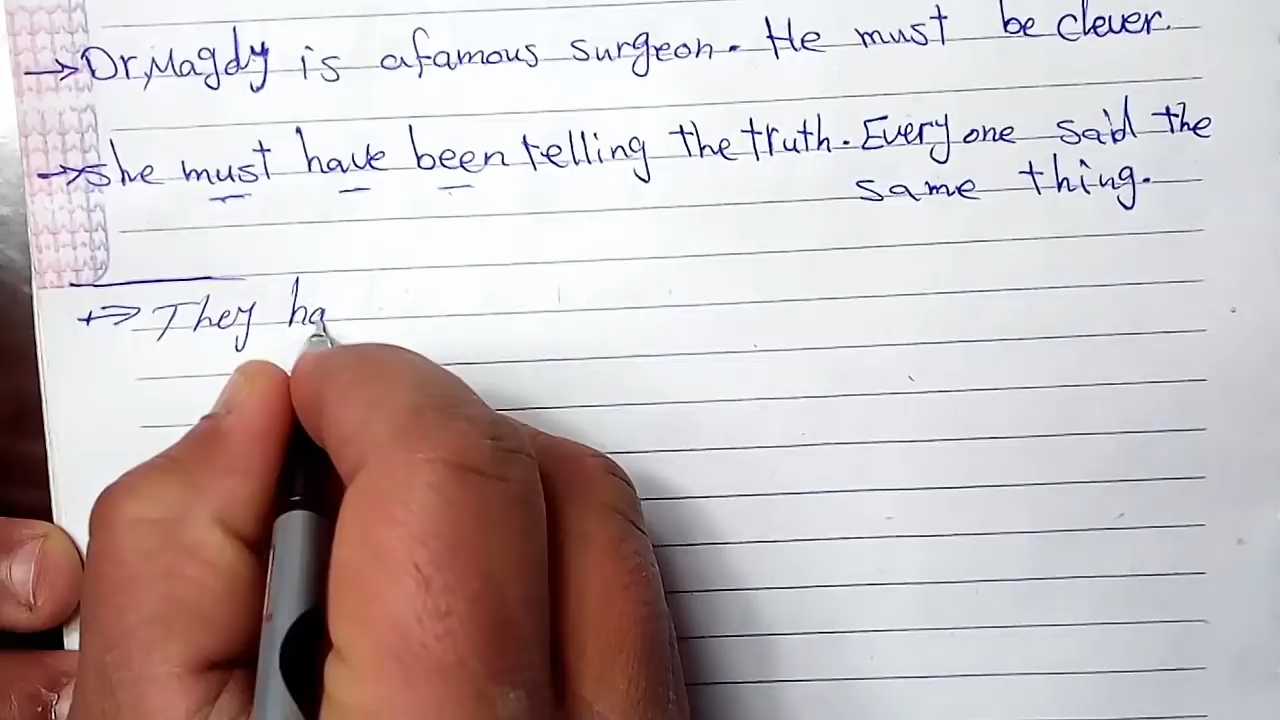 → Dr, Magdy is a famous surgeon. He must be clever.
→ she must have been telling the truth. Every one said the
same thing.
⇒ They ha